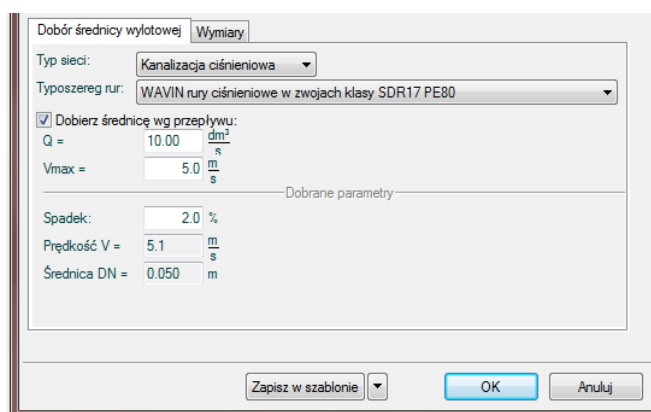 Dobór średnicy wylotowej Wymiary
Typ sieci: Kanalizacja ciśnieniowa
Typoszereg rur: WAVIN rury ciśnieniowe w zwojach klasy SDR17 PE80
Dobierz średnicę wg przepływu:
Q = 10.00 dm³/s
Vmax = 5.0 m/s
Dobrane parametry
Spadek: 2.0 %
Prędkość V = 5.1 m/s
Średnica DN = 0.050 m
Zapisz w szablonie OK Anuluj